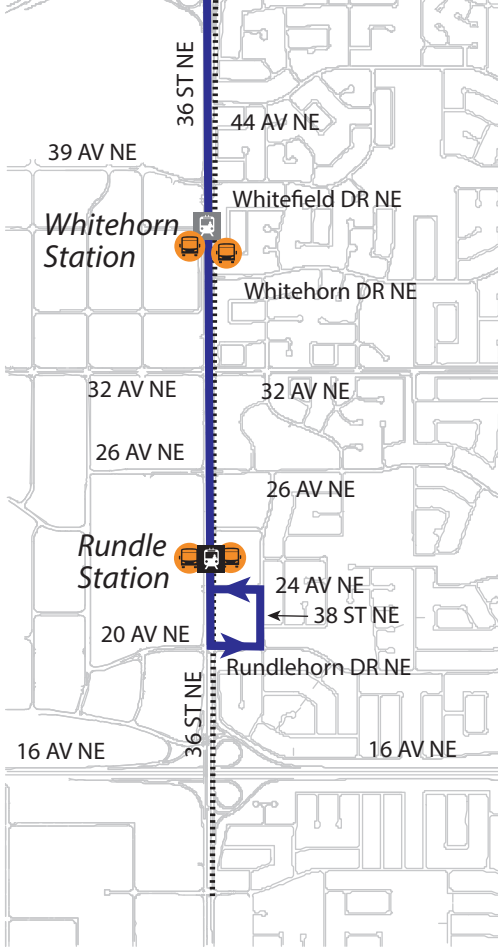 36 ST NE
44 AV NE
39 AV NE
Whitefield DR NE
Whitehorn
Station
Whitehorn DR NE
32 AV NE
32 AV NE
26 AV NE
26 AV NE
Rundle
Station
24 AV NE
38 ST NE
20 AV NE
Rundlehorn DR NE
36 ST NE
16 AV NE
16 AV NE